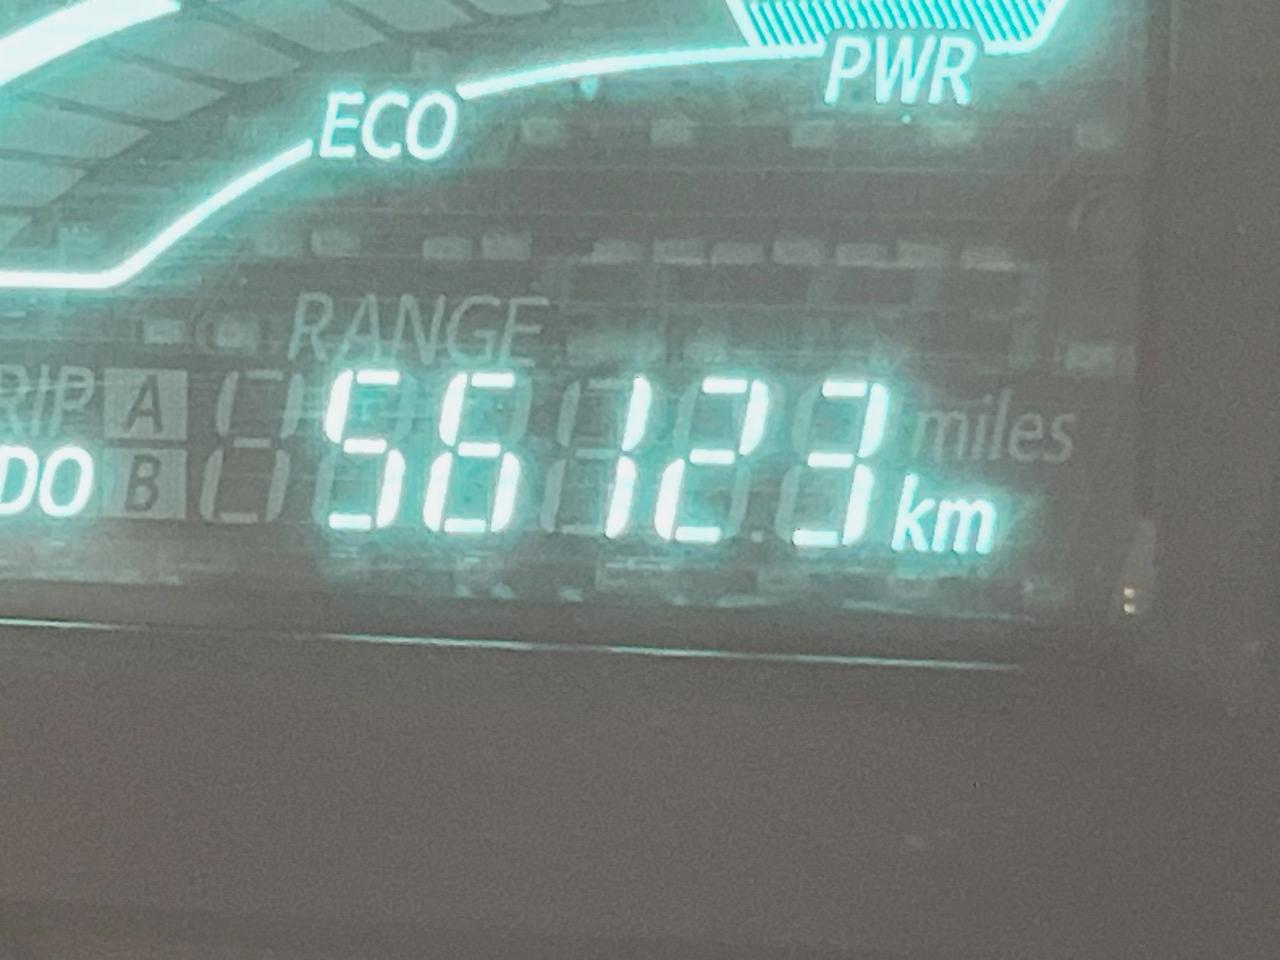 PWR
ECO
RANGE
RIP A miles
DO B 56123 km